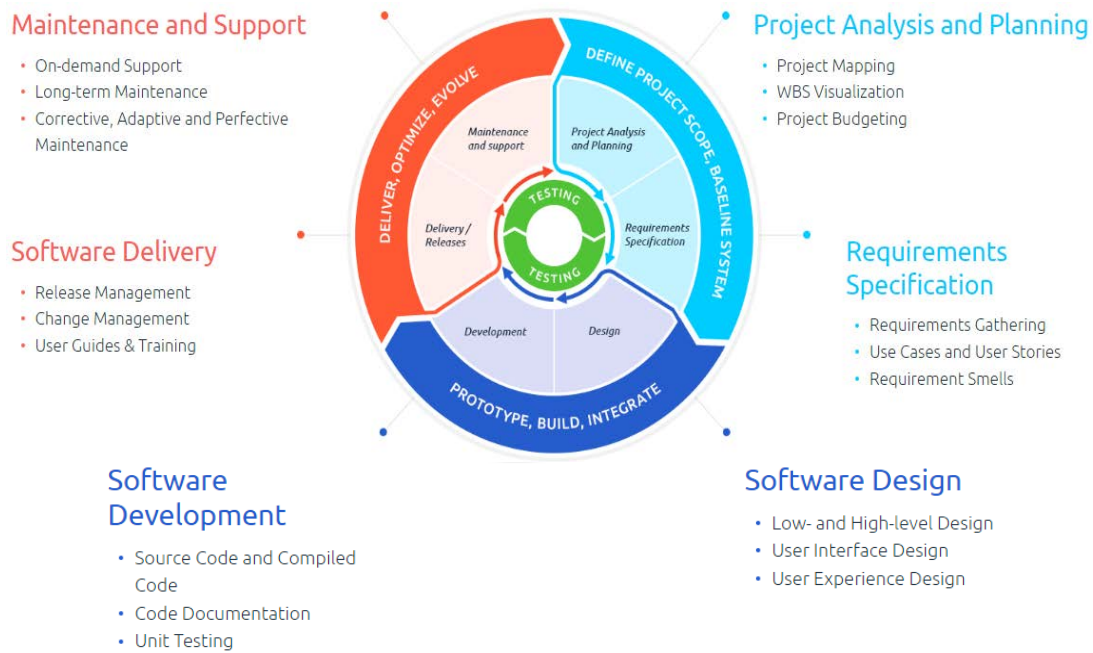 Maintenance and Support
• On-demand Support
• Long-term Maintenance
• Corrective, Adaptive and Perfective
Maintenance
Project Analysis and Planning
• Project Mapping
• WBS Visualization
• Project Budgeting
Software Delivery
• Release Management
• Change Management
• User Guides & Training
Requirements
Specification
• Requirements Gathering
• Use Cases and User Stories
• Requirement Smells
DELIVER, OPTIMIZE, EVOLVE
DEFINE PROJECT SCOPE, BASELINE SYSTEM
PROTOTYPE, BUILD, INTEGRATE
Maintenance
and support
Project Analysis
and Planning
Delivery /
Releases
Requirements
Specification
Development
Design
TESTING
TESTING
Software
Development
• Source Code and Compiled
Code
• Code Documentation
• Unit Testing
Software Design
• Low- and High-level Design
• User Interface Design
• User Experience Design